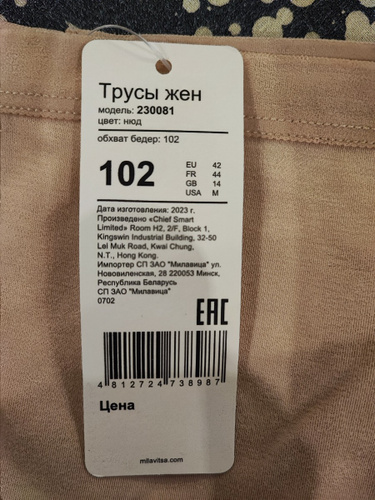 Трусы жен
модель: 230081
цвет: нюд
обхват бедер: 102
102
EU 42
FR 44
GB 14
USA M
Дата изготовления: 2023 г.
Произведено «Chief Smart
Limited» Room H2, 2/F, Block 1,
Kingswin Industrial Building, 32-50
Lei Muk Road, Kwai Chung,
N.T., Hong Kong.
Импортер СП ЗАО "Милавица" ул.
Нововиленская, 28 220053 Минск,
Республика Беларусь
СП ЗАО "Милавица"
0702
EAC
4 812724 738987
Цена
milavitsa.com